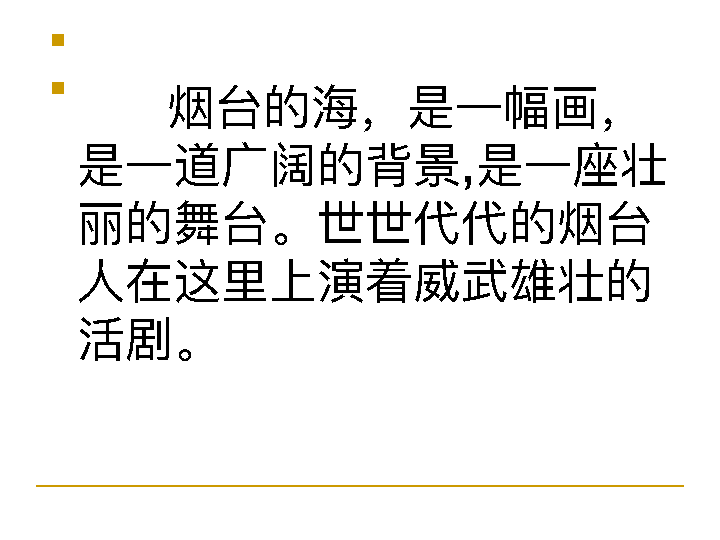 烟台的海，是一幅画，
是一道广阔的背景,是一座壮
丽的舞台。世世代代的烟台
人在这里上演着威武雄壮的
活剧。